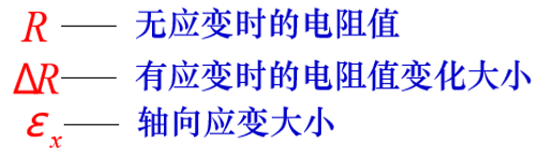 R —— 无应变时的电阻值
ΔR —— 有应变时的电阻值变化大小
εx —— 轴向应变大小